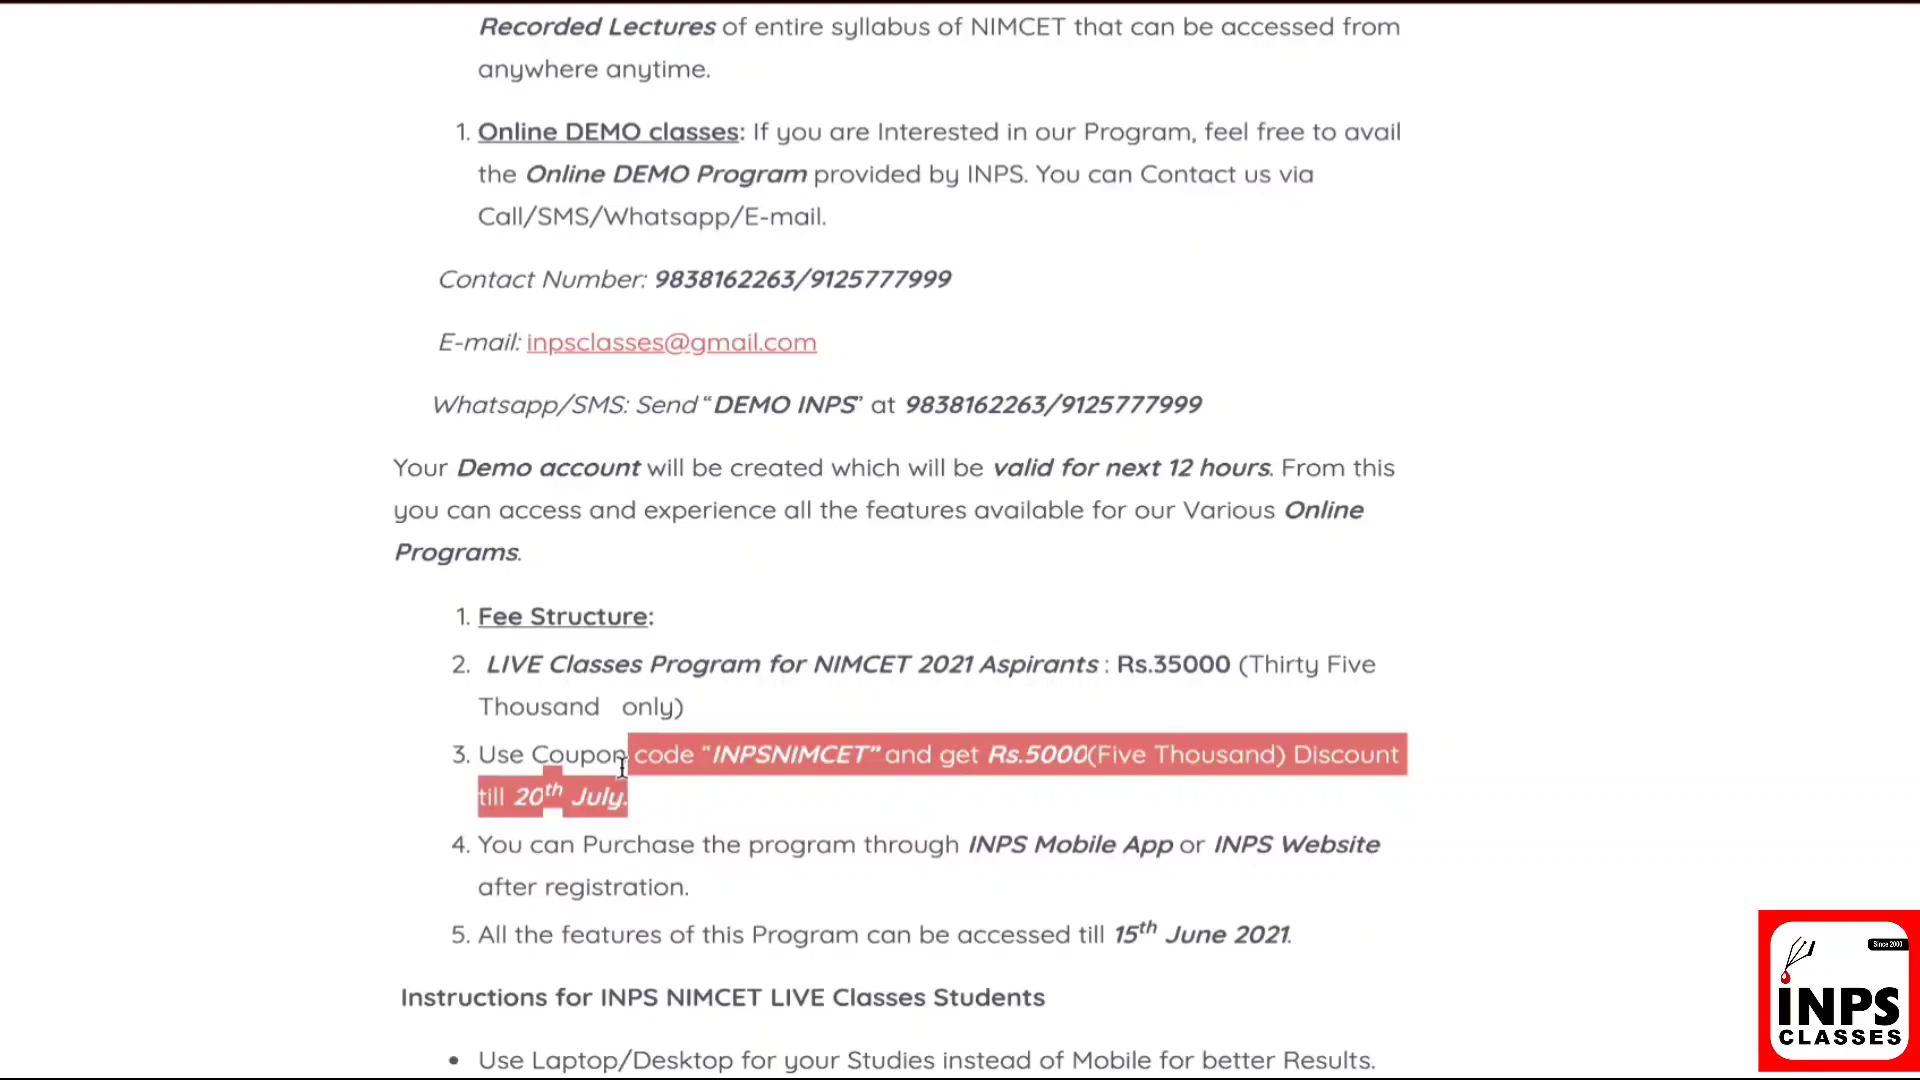 Recorded Lectures of entire syllabus of NIMCET that can be accessed from
anywhere anytime.
1. Online DEMO classes: If you are Interested in our Program, feel free to avail
the Online DEMO Program provided by INPS. You can Contact us via
Call/SMS/Whatsapp/E-mail.
Contact Number: 9838162263/9125777999
E-mail: inpsclasses@gmail.com
Whatsapp/SMS: Send “DEMO INPS” at 9838162263/9125777999
Your Demo account will be created which will be valid for next 12 hours. From this
you can access and experience all the features available for our Various Online
Programs.
1. Fee Structure:
2. LIVE Classes Program for NIMCET 2021 Aspirants : Rs.35000 (Thirty Five
Thousand only)
3. Use Coupon code “INPSNIMCET” and get Rs.5000(Five Thousand) Discount
till 20th July.
4. You can Purchase the program through INPS Mobile App or INPS Website
after registration.
5. All the features of this Program can be accessed till 15th June 2021.
Instructions for INPS NIMCET LIVE Classes Students
• Use Laptop/Desktop for your Studies instead of Mobile for better Results.
Since 2000
INPS
CLASSES